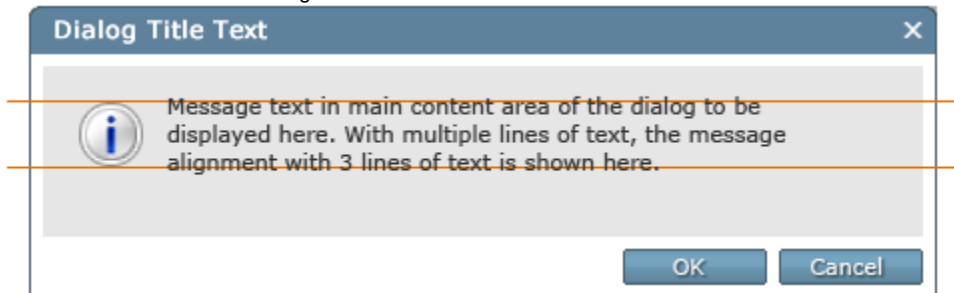 Dialog Title Text
Message text in main content area of the dialog to be
displayed here. With multiple lines of text, the message
alignment with 3 lines of text is shown here.
OK Cancel